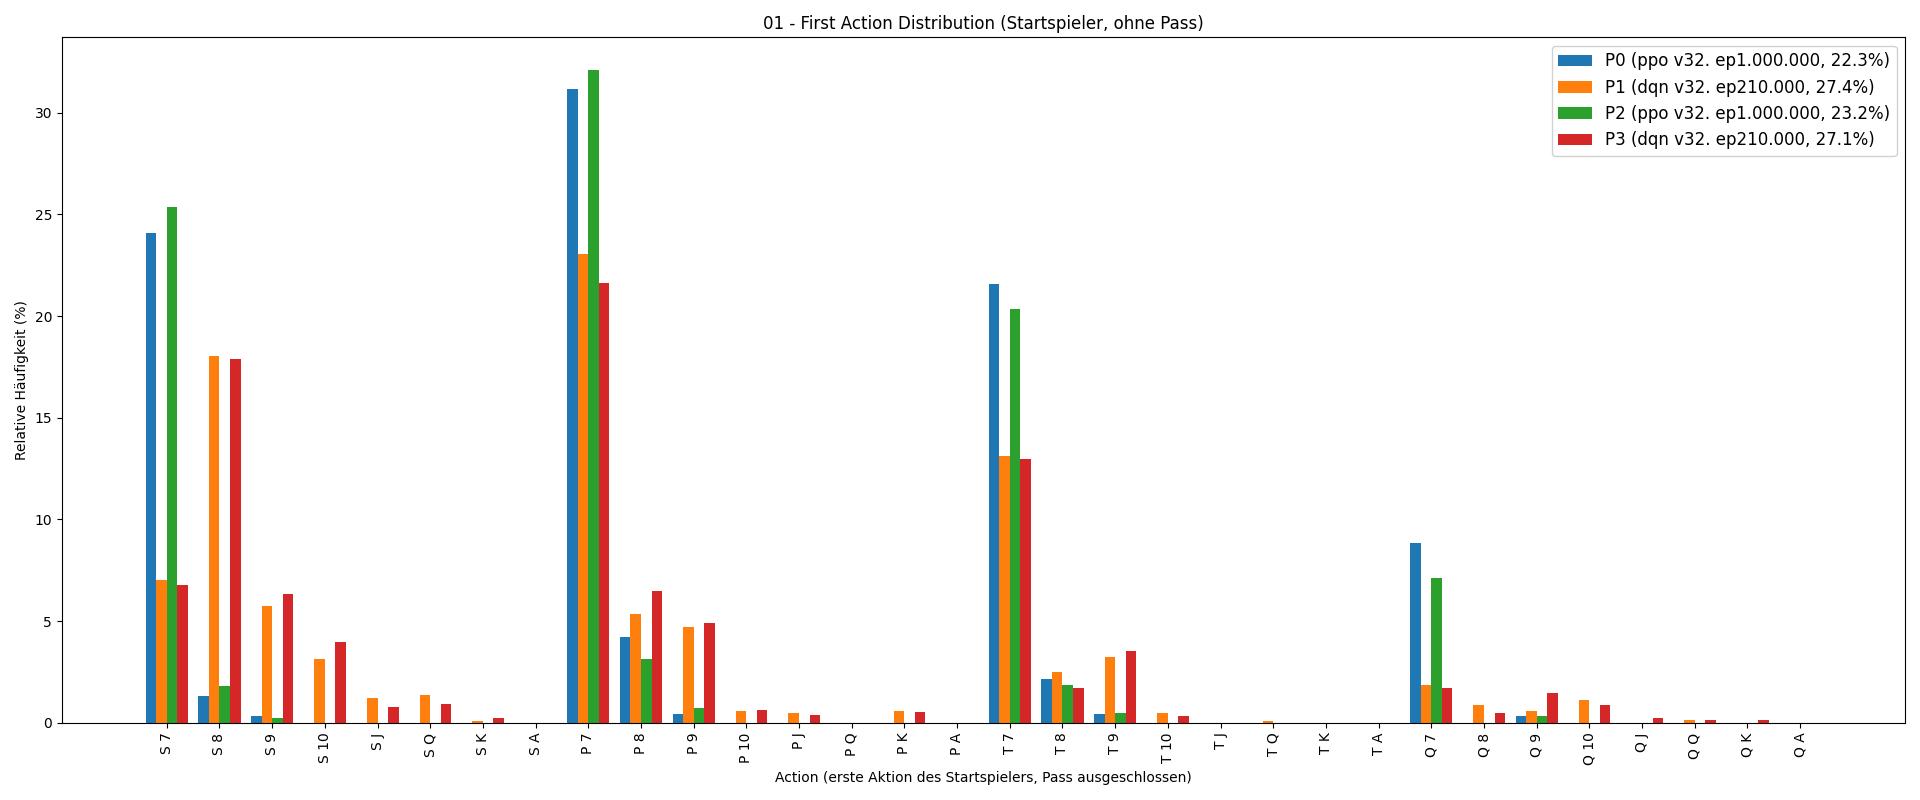 01 - First Action Distribution (Startspieler, ohne Pass)
P0 (ppo v32. ep1.000.000, 22.3%)
P1 (dqn v32. ep210.000, 27.4%)
P2 (ppo v32. ep1.000.000, 23.2%)
P3 (dqn v32. ep210.000, 27.1%)
Relative Häufigkeit (%)
30
25
20
15
10
5
0
S 7
S 8
S 9
S 10
S J
S Q
S K
S A
P 7
P 8
P 9
P 10
P J
P Q
P K
P A
T 7
T 8
T 9
T 10
T J
T Q
T K
T A
Q 7
Q 8
Q 9
Q 10
Q J
Q Q
Q K
Q A
Action (erste Aktion des Startspielers, Pass ausgeschlossen)